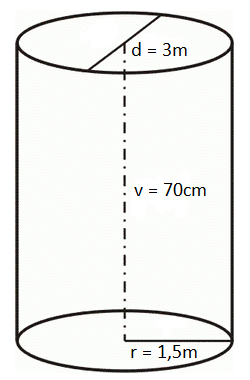 d = 3m
v = 70cm
r = 1,5m